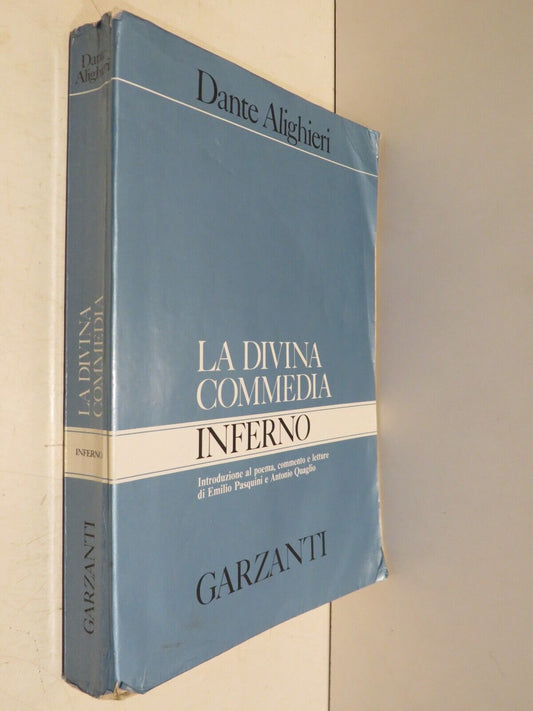 Dante
Alighieri
LA DIVINA
COMMEDIA
INFERNO
GARZANTI
Dante Alighieri
LA DIVINA
COMMEDIA
INFERNO
Introduzione al poema, commento e letture
di Emilio Pasquini e Antonio Quaglio
GARZANTI